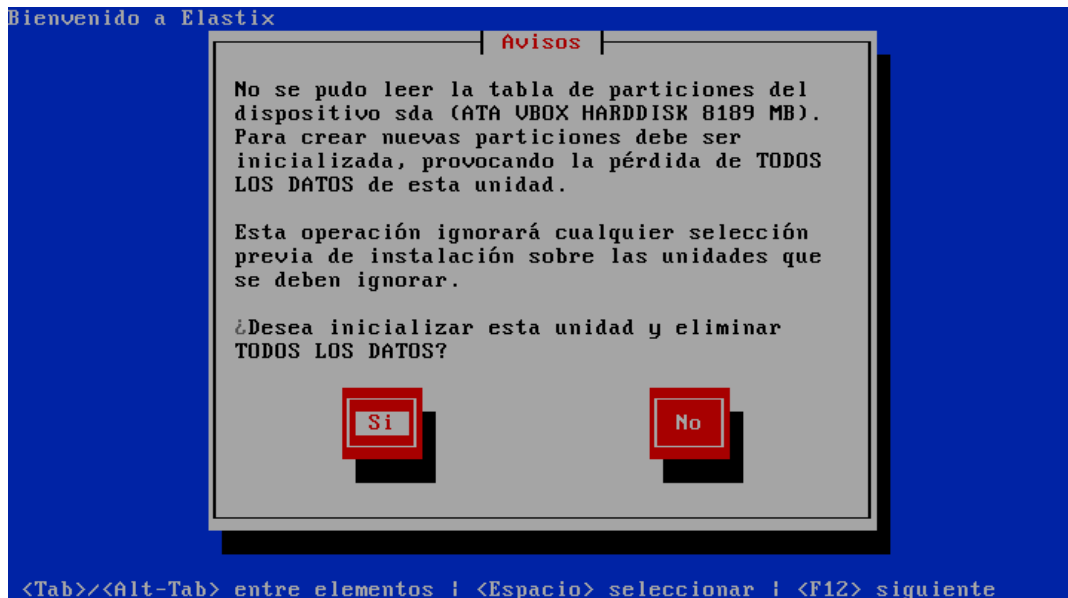 Bienvenido a Elastix
Avisos
No se pudo leer la tabla de particiones del
dispositivo sda (ATA VBOX HARDDISK 8189 MB).
Para crear nuevas particiones debe ser
inicializada, provocando la pérdida de TODOS
LOS DATOS de esta unidad.
Esta operación ignorará cualquier selección
previa de instalación sobre las unidades que
se deben ignorar.
¿Desea inicializar esta unidad y eliminar
TODOS LOS DATOS?
Si No
<Tab>/<Alt-Tab> entre elementos | <Espacio> seleccionar | <F12> siguiente